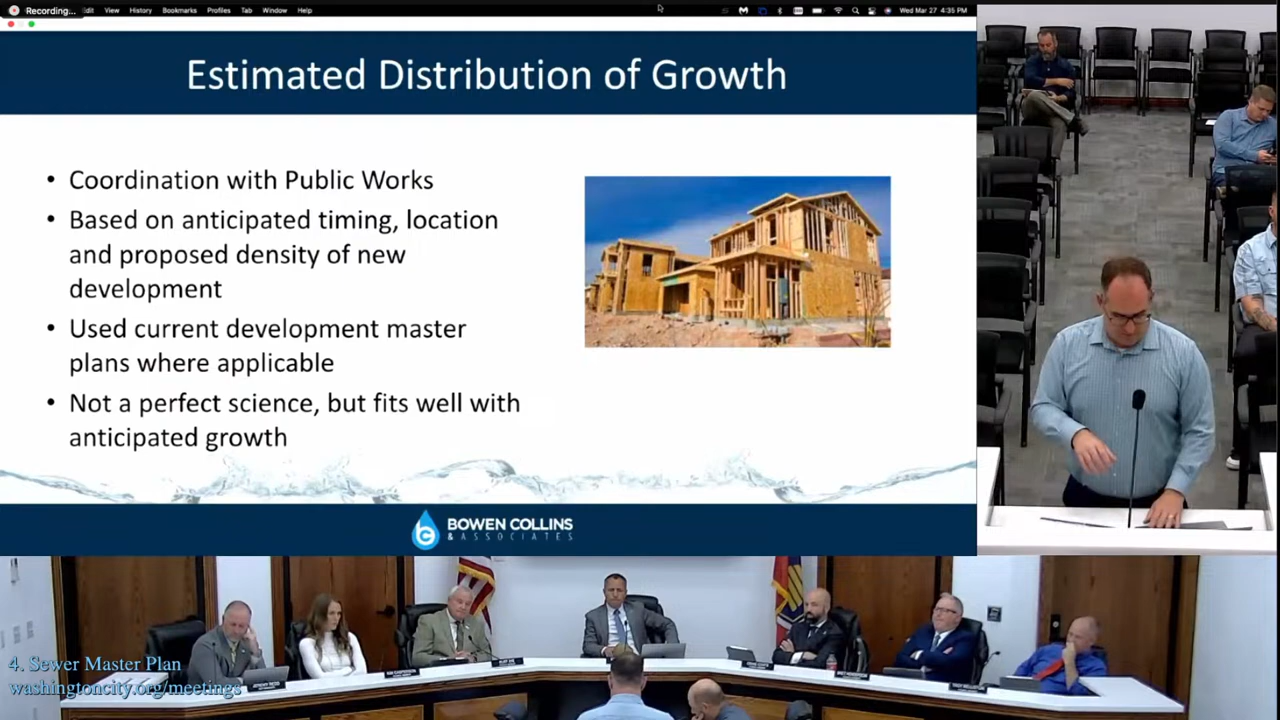 Recording...
dit View History Bookmarks Profiles Tab Window Help
Wed Mar 27 4:35 PM
Estimated Distribution of Growth
• Coordination with Public Works
• Based on anticipated timing, location
and proposed density of new
development
• Used current development master
plans where applicable
• Not a perfect science, but fits well with
anticipated growth
BOWEN COLLINS
& ASSOCIATES
4. Sewer Master Plan
washingtoncity.org/meetings